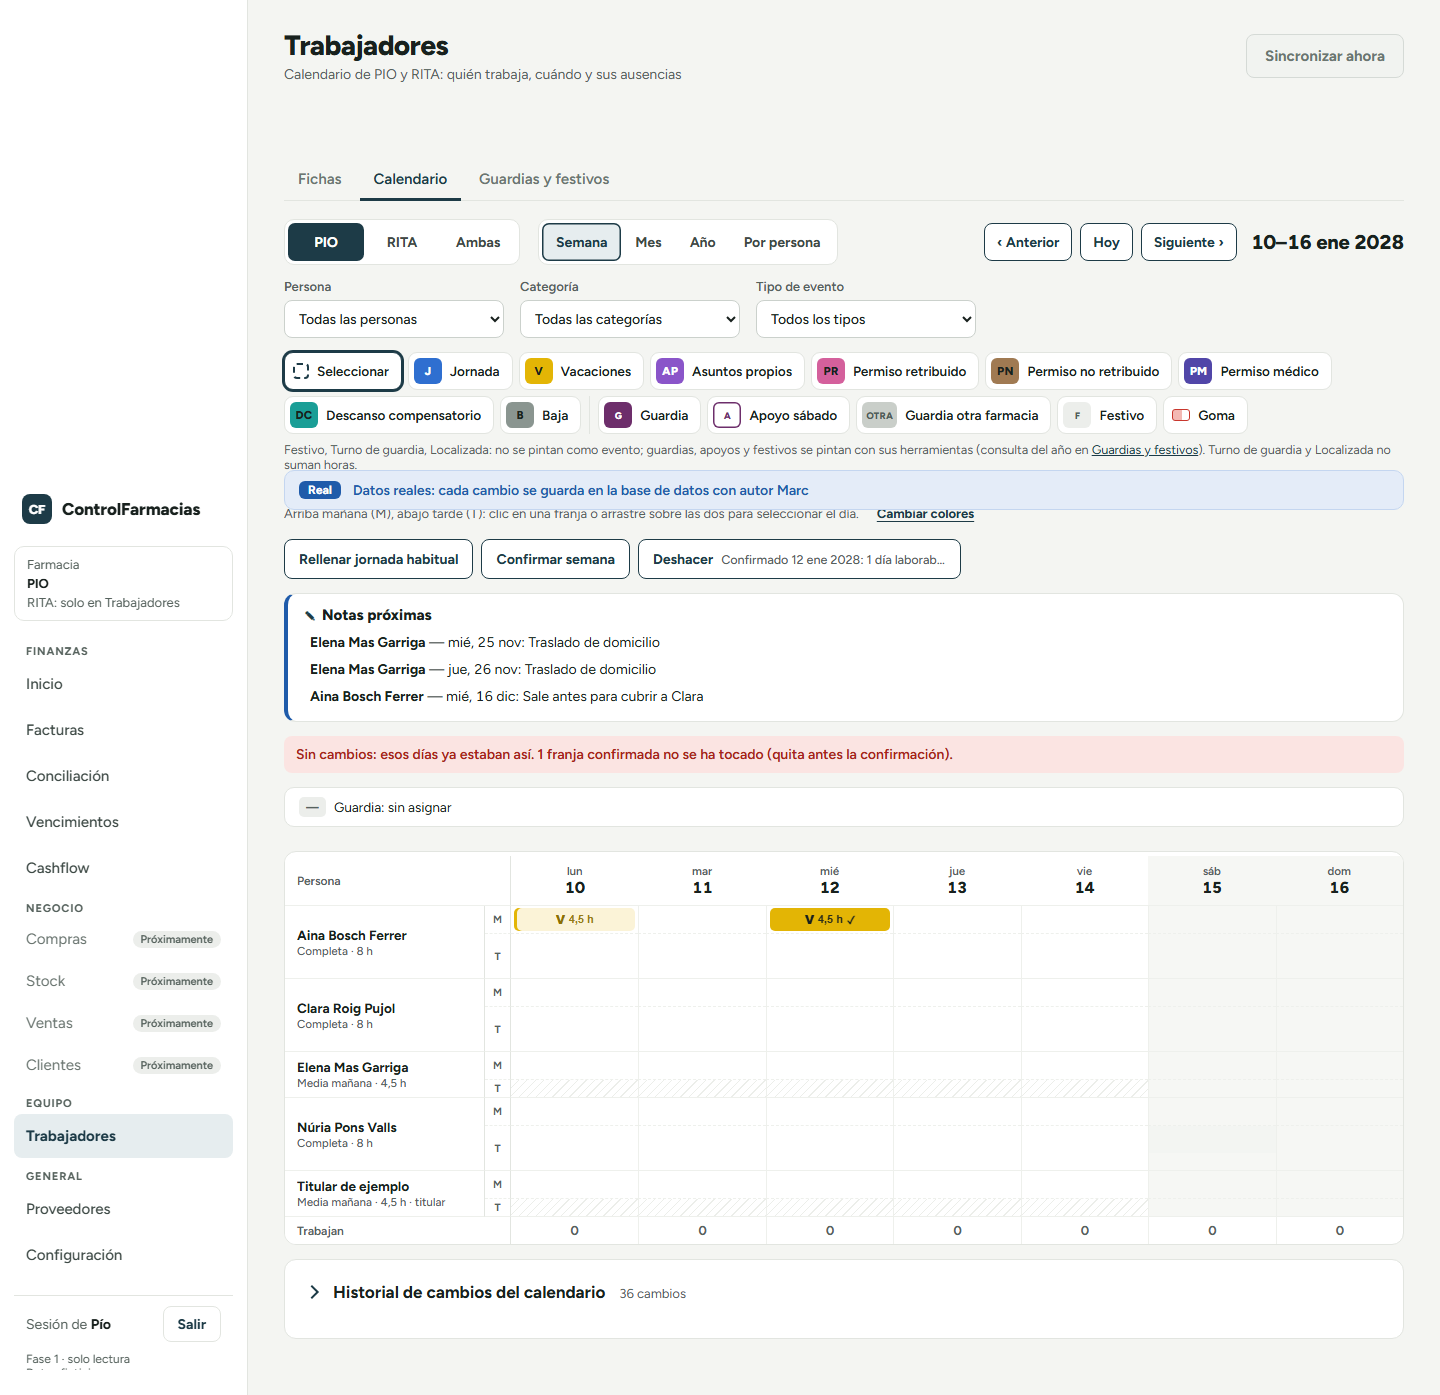 Trabajadores
Calendario de PIO y RITA: quién trabaja, cuándo y sus ausencias
Sincronizar ahora
Fichas
Calendario
Guardias y festivos
PIO
RITA
Ambas
Semana
Mes
Año
Por persona
‹ Anterior
Hoy
Siguiente ›
10–16 ene 2028
Persona
Categoría
Tipo de evento
Todas las personas
Todas las categorías
Todos los tipos
Seleccionar
J Jornada
V Vacaciones
AP Asuntos propios
PR Permiso retribuido
PN Permiso no retribuido
PM Permiso médico
DC Descanso compensatorio
B Baja
G Guardia
A Apoyo sábado
OTRA Guardia otra farmacia
F Festivo
Goma
Festivo, Turno de guardia, Localizada: no se pintan como evento; guardias, apoyos y festivos se pintan con sus herramientas (consulta del año en Guardias y festivos). Turno de guardia y Localizada no
suman horas.
Real Datos reales: cada cambio se guarda en la base de datos con autor Marc
Arriba mañana (M), abajo tarde (T): clic en una franja o arrastre sobre las dos para seleccionar el día. Cambiar colores
Rellenar jornada habitual
Confirmar semana
Deshacer Confirmado 12 ene 2028: 1 día laborab...
Notas próximas
Elena Mas Garriga — mié, 25 nov: Traslado de domicilio
Elena Mas Garriga — jue, 26 nov: Traslado de domicilio
Aina Bosch Ferrer — mié, 16 dic: Sale antes para cubrir a Clara
Sin cambios: esos días ya estaban así. 1 franja confirmada no se ha tocado (quita antes la confirmación).
— Guardia: sin asignar
Persona
lun 10
mar 11
mié 12
jue 13
vie 14
sáb 15
dom 16
Aina Bosch Ferrer
Completa · 8 h
M
V 4,5 h
V 4,5 h ✓
T
Clara Roig Pujol
Completa · 8 h
M
T
Elena Mas Garriga
Media mañana · 4,5 h
M
T
Núria Pons Valls
Completa · 8 h
M
T
Titular de ejemplo
Media mañana · 4,5 h · titular
M
T
Trabajan 0 0 0 0 0 0 0
Historial de cambios del calendario 36 cambios
CF ControlFarmacias
Farmacia
PIO
RITA: solo en Trabajadores
FINANZAS
Inicio
Facturas
Conciliación
Vencimientos
Cashflow
NEGOCIO
Compras Próximamente
Stock Próximamente
Ventas Próximamente
Clientes Próximamente
EQUIPO
Trabajadores
GENERAL
Proveedores
Configuración
Sesión de Pío
Salir
Fase 1 · solo lectura